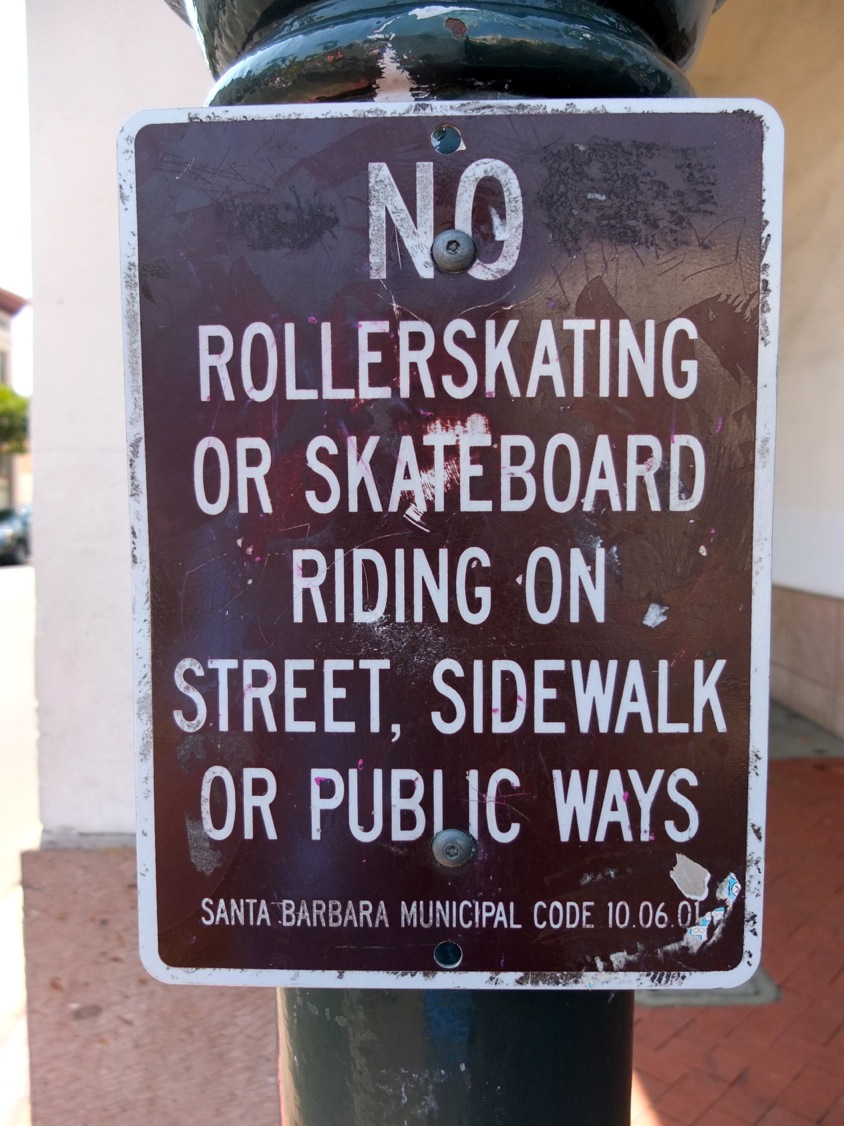 NO
ROLLERSKATING
OR SKATEBOARD
RIDING ON
STREET, SIDEWALK
OR PUBLIC WAYS
SANTA BARBARA MUNICIPAL CODE 10.06.01